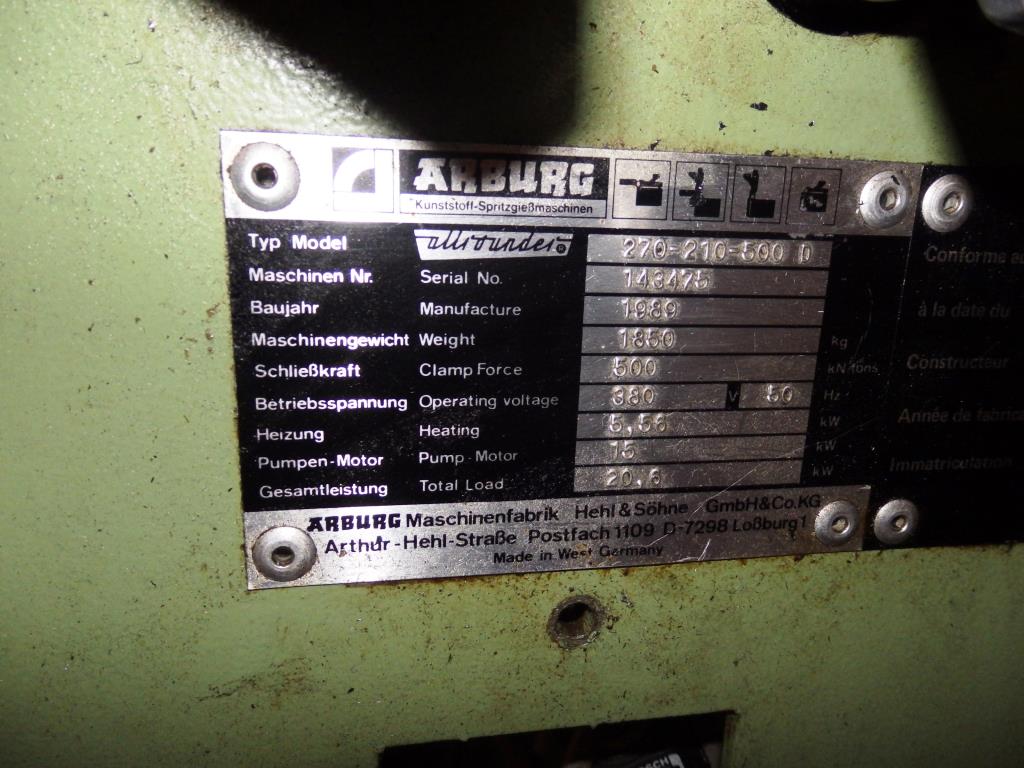 ARBURG
Kunststoff-Spritzgießmaschinen
Typ Model allrounder® 270-210-500 D
Maschinen Nr. Serial No. 143475
Baujahr Manufacture 1989
Maschinengewicht Weight 1850 kg
Schließkraft Clamp Force 500 kN tons
Betriebsspannung Operating voltage 380 V 50 Hz
Heizung Heating 5,56 kW
Pumpen-Motor Pump-Motor 15 kW
Gesamtleistung Total Load 20,6 kW
ARBURG Maschinenfabrik Hehl & Söhne GmbH & Co. KG
Arthur-Hehl-Straße Postfach 1109 D-7298 Loßburg 1
Made in West Germany
Conforme au
à la date du
Constructeur
Année de fabrica
Immatriculation